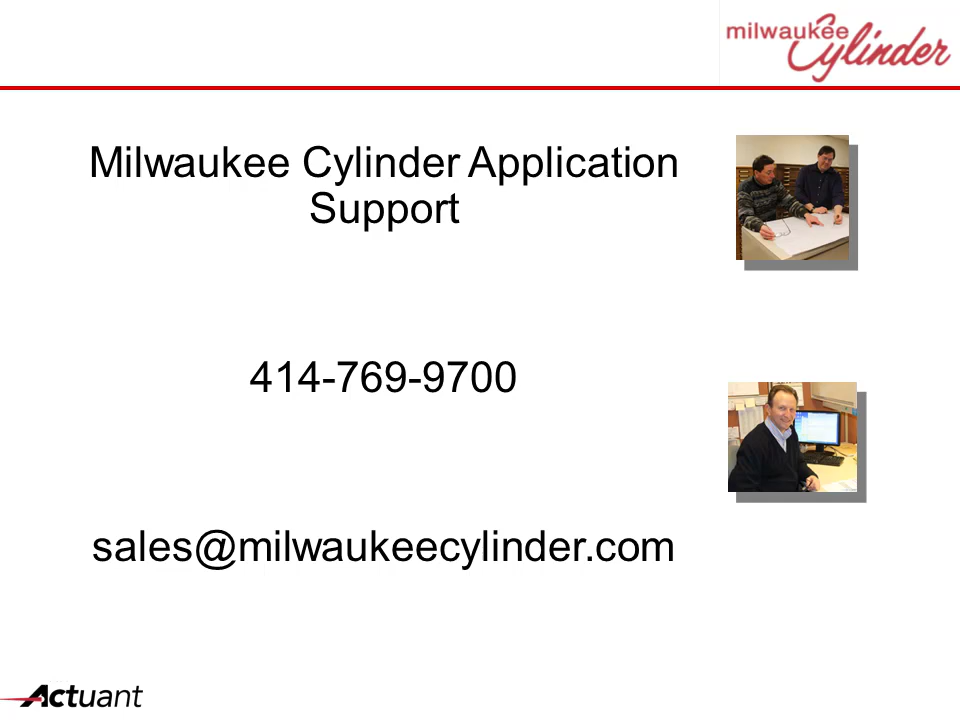 milwaukee
Cylinder
Milwaukee Cylinder Application
Support
414-769-9700
sales@milwaukeecylinder.com
Actuant